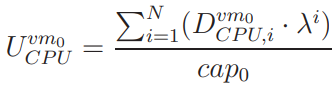 U_{CPU}^{vm_0} = \frac{\sum_{i=1}^{N}(D_{CPU,i}^{vm_0} \cdot \lambda^i)}{cap_0}